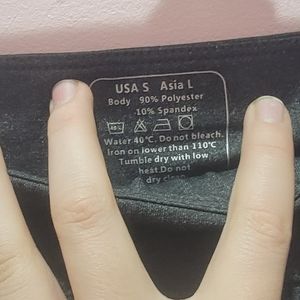 USA S Asia L
Body 90% Polyester
10% Spandex
Water 40℃. Do not bleach.
Iron on lower than 110℃
Tumble dry with low
heat.Do not
dry